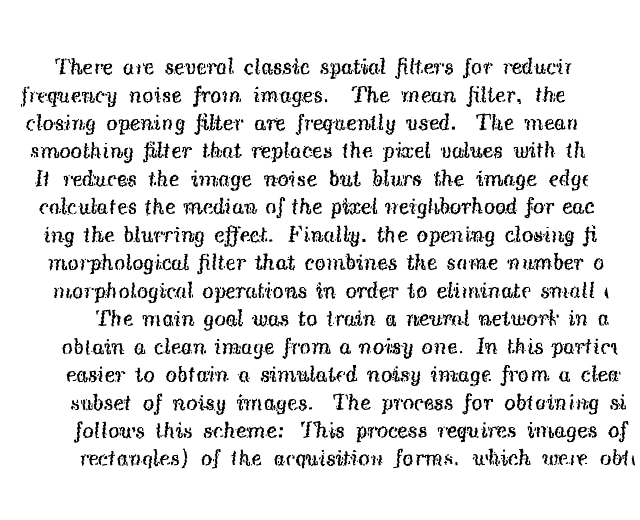 There are several classic spatial filters for reducir
frequency noise from images. The mean filter, the
closing opening filter are frequently used. The mean
smoothing filter that replaces the pixel values with th
It reduces the image noise but blurs the image edge
calculates the median of the pixel neighborhood for eac
ing the blurring effect. Finally. the opening closing fi
morphological filter that combines the same number o
morphological operations in order to eliminate small
The main goal was to train a neural network in a
obtain a clean image from a noisy one. In this partic
easier to obtain a simulated noisy image from a clea
subset of noisy images. The process for obtaining si
follows this scheme: This process requires images of
rectangles) of the acquisition forms. which were obt